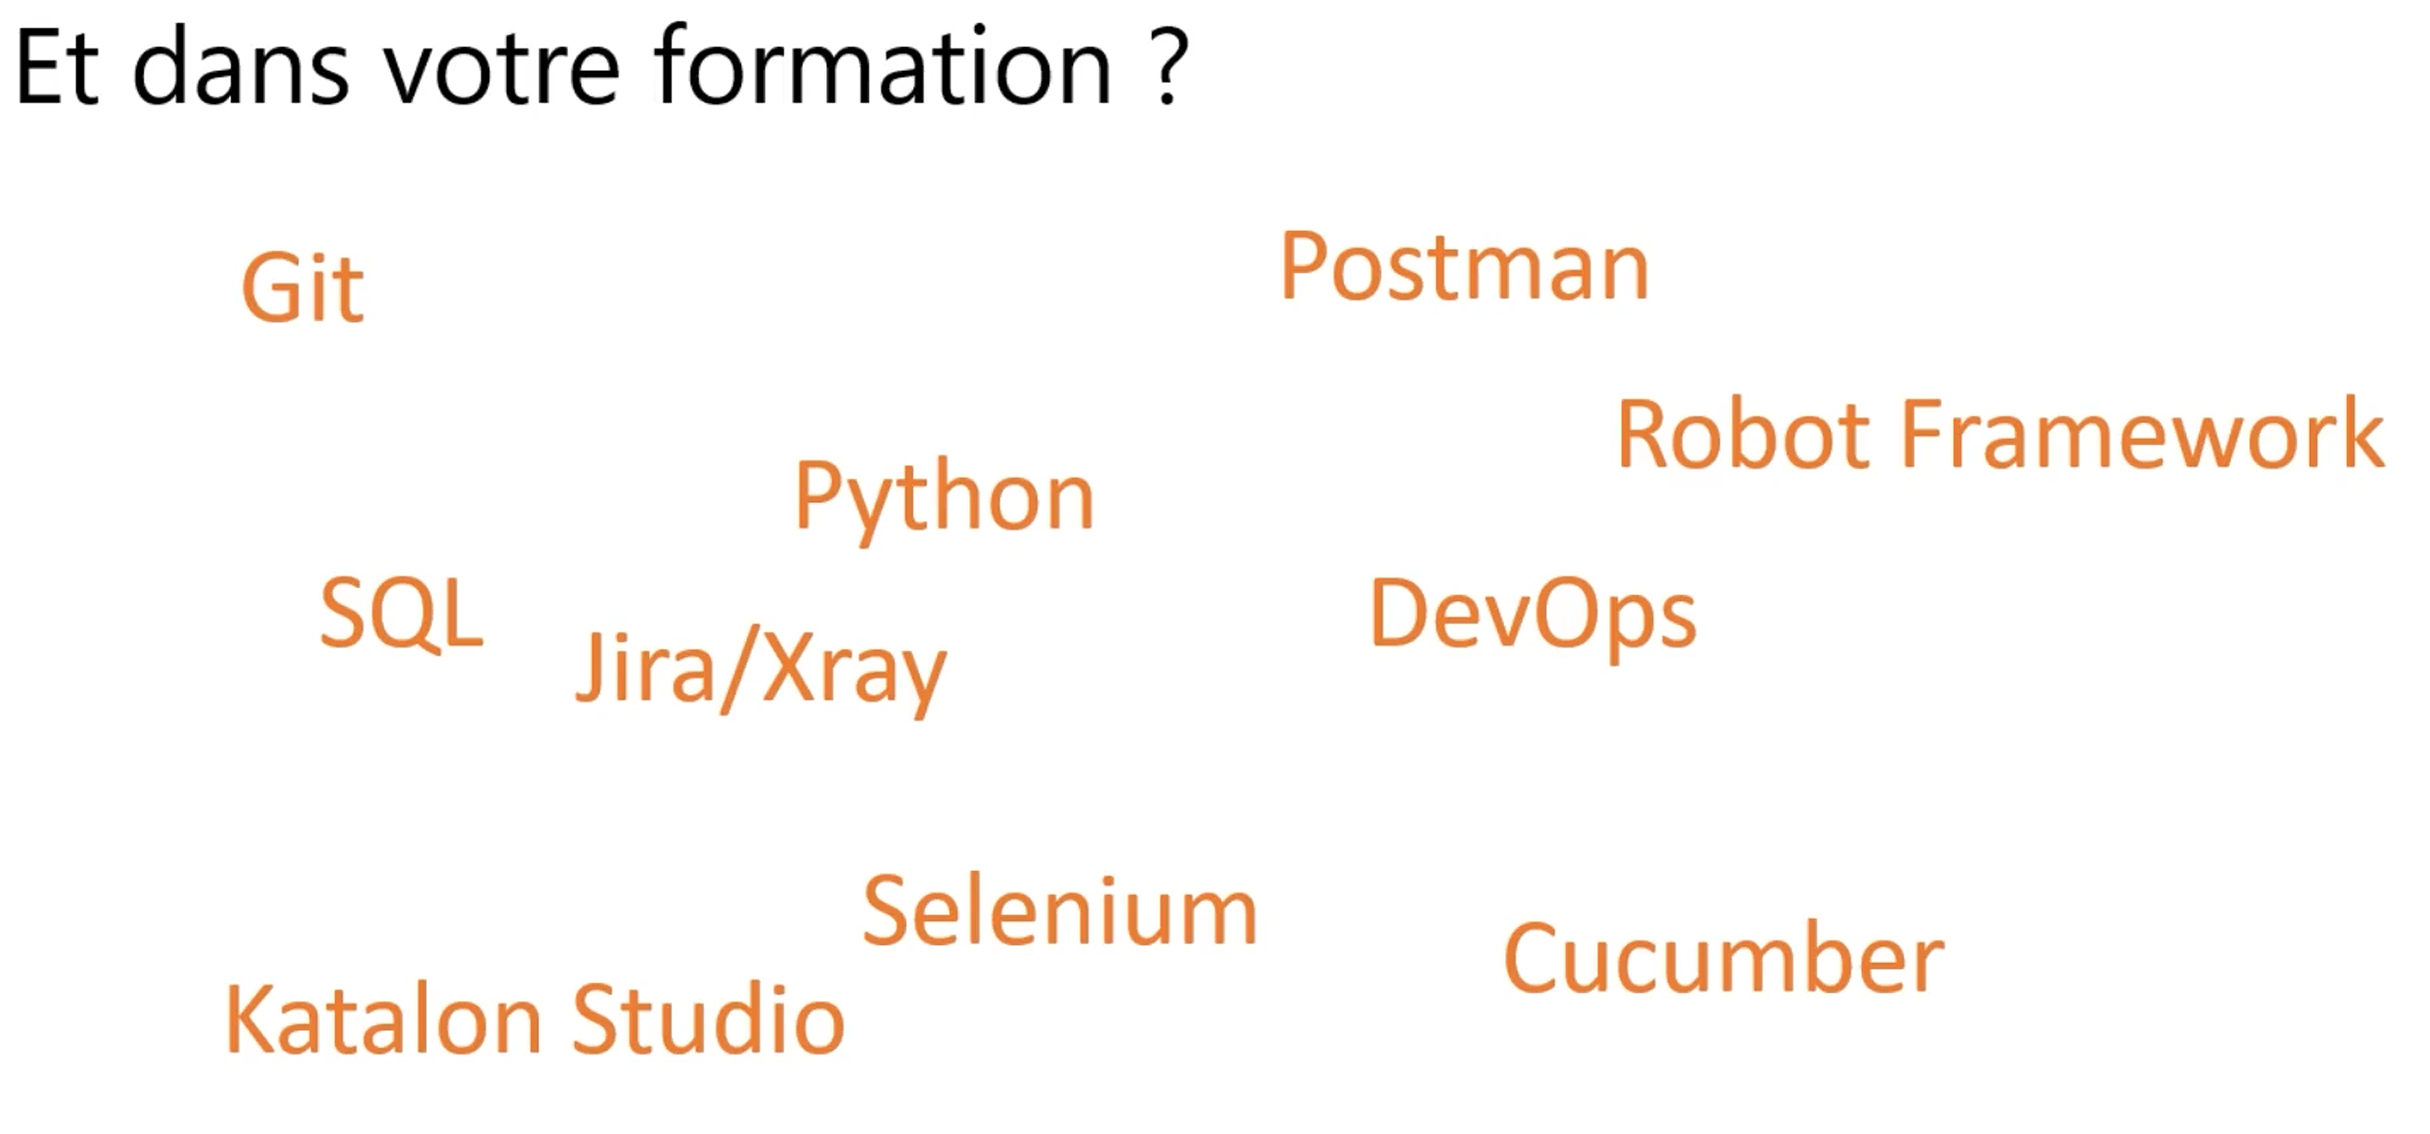 Et dans votre formation ?
Git
Postman
Robot Framework
Python
SQL
DevOps
Jira/Xray
Selenium
Cucumber
Katalon Studio